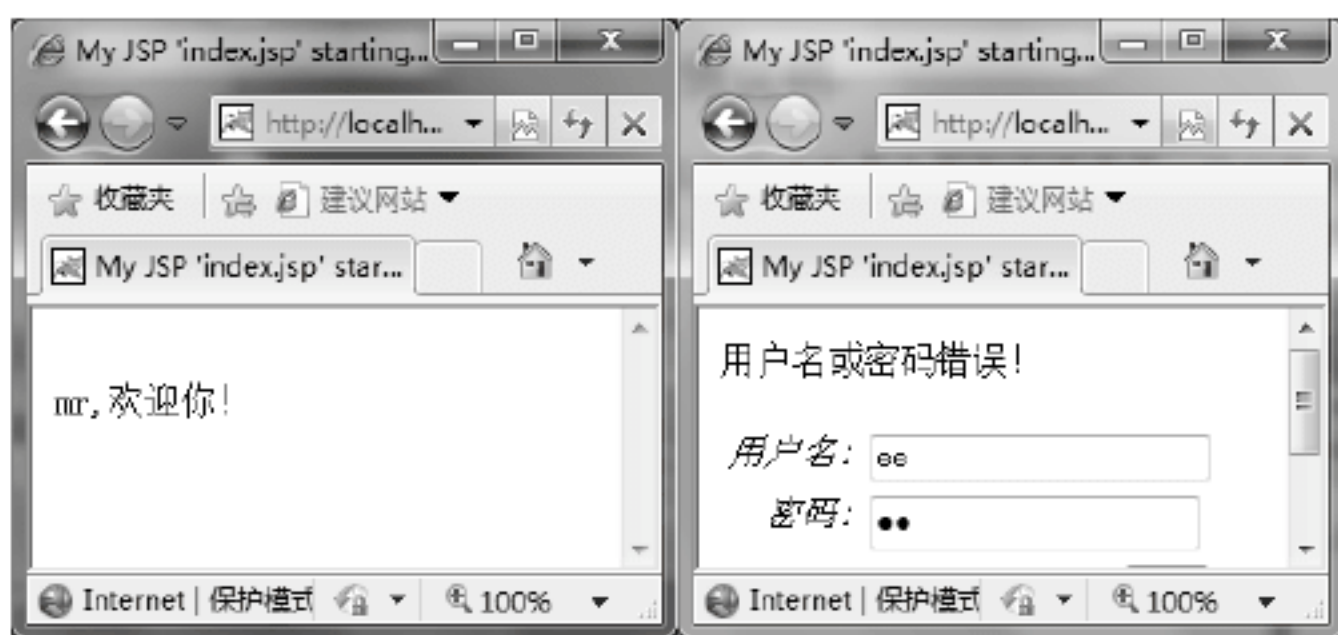 My JSP 'index.jsp' starting...
http://localh...
收藏夹 建议网站
My JSP 'index.jsp' star...
mr,欢迎你!
Internet | 保护模式 100%
My JSP 'index.jsp' starting...
http://localh...
收藏夹 建议网站
My JSP 'index.jsp' star...
用户名或密码错误!
用户名: ee
密码: ●●
Internet | 保护模式 100%